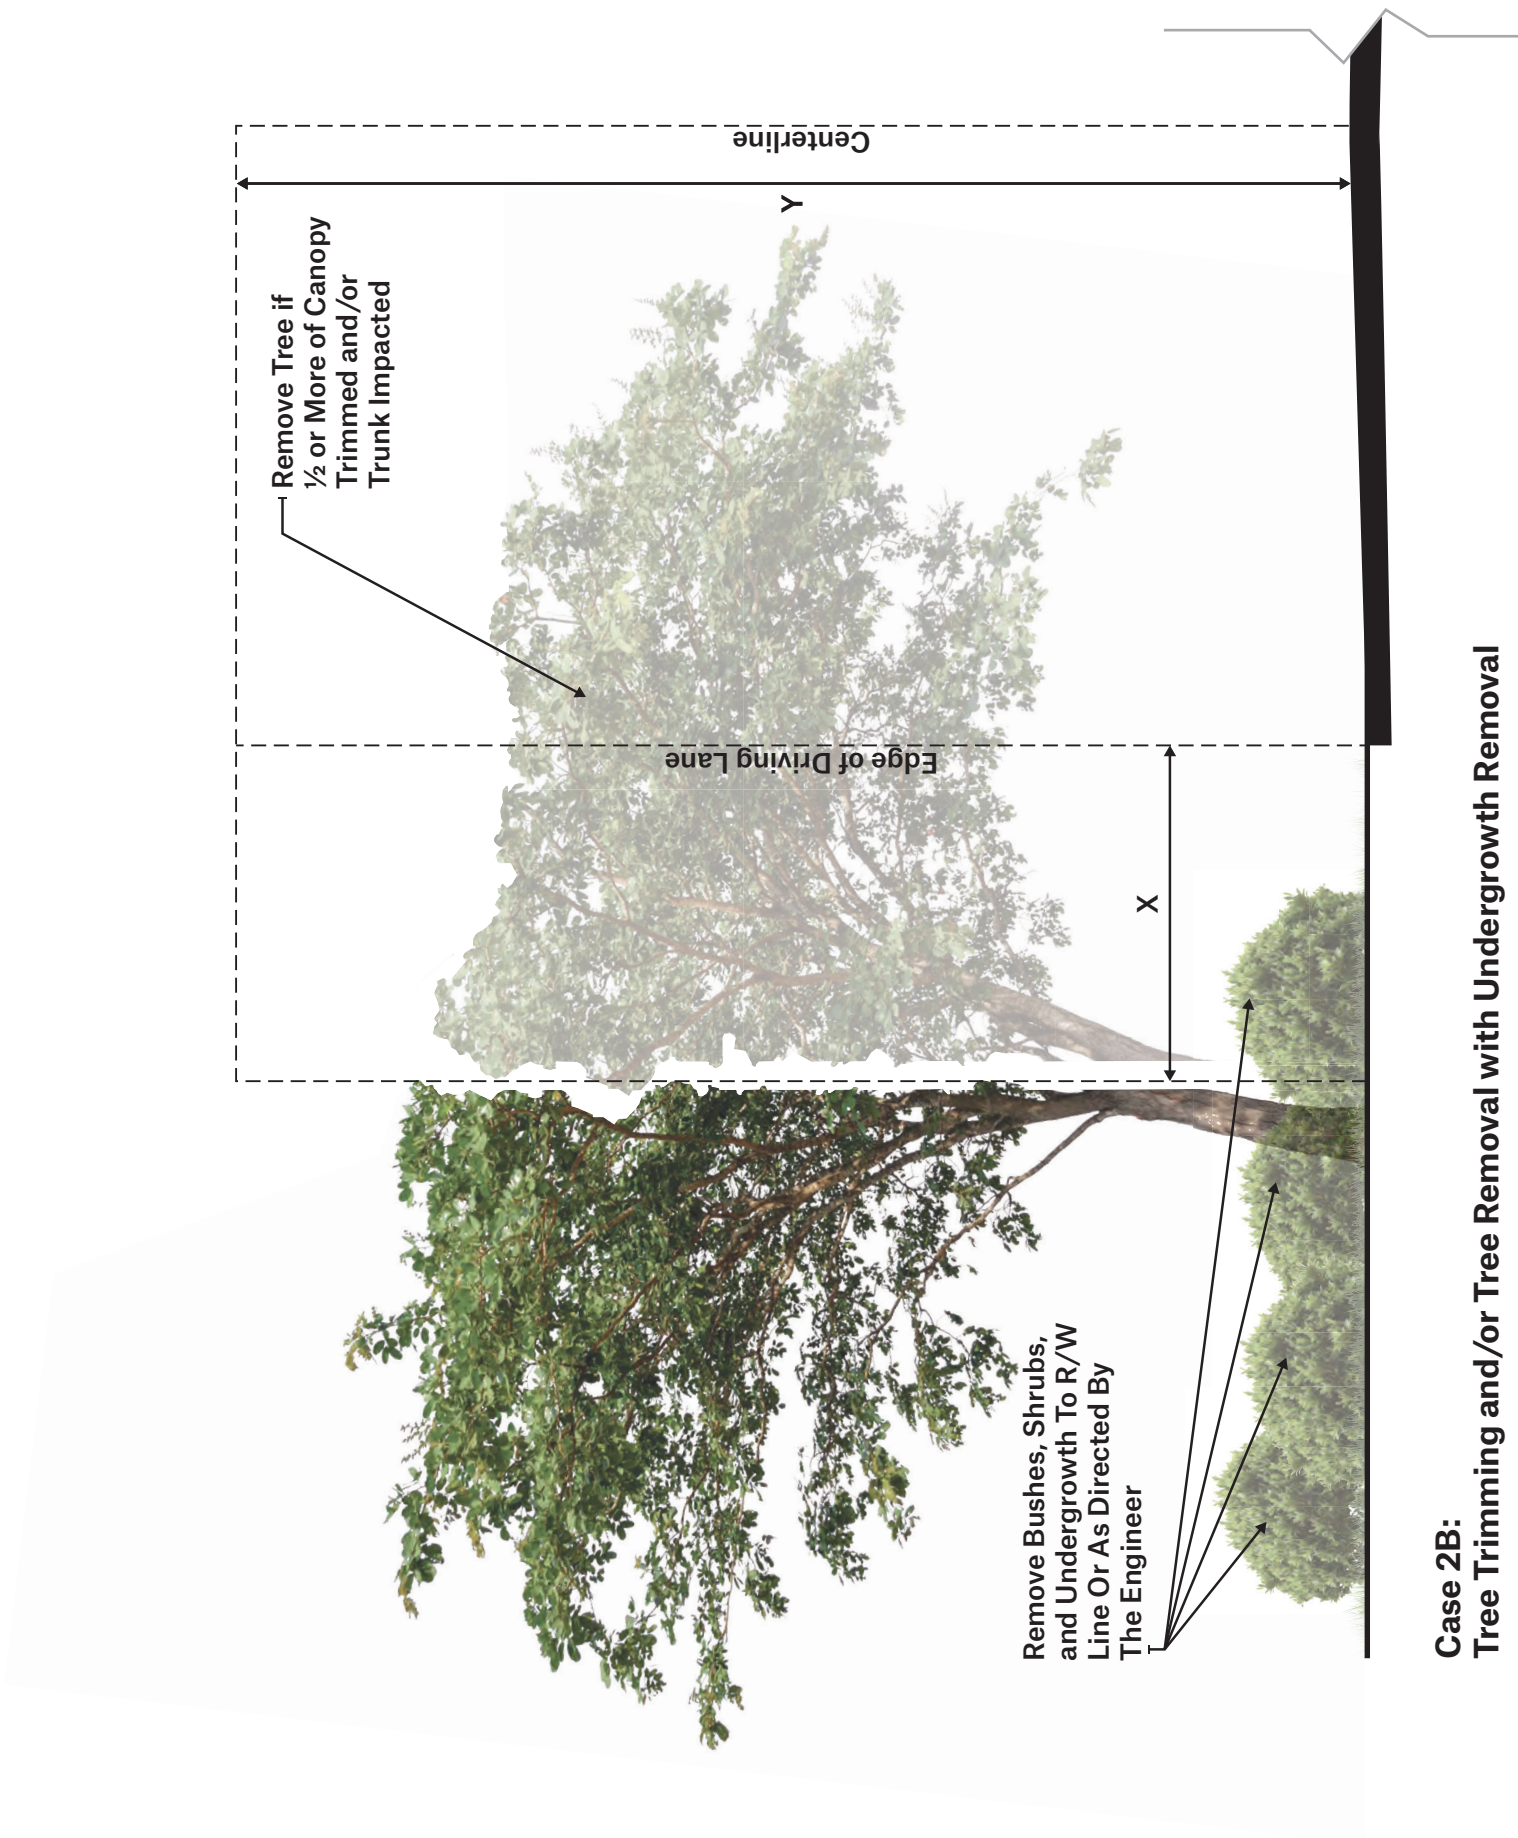 Remove Tree if
½ or More of Canopy
Trimmed and/or
Trunk Impacted
Centerline
Y
Edge of Driving Lane
X
Remove Bushes, Shrubs,
and Undergrowth To R/W
Line Or As Directed By
The Engineer
Case 2B:
Tree Trimming and/or Tree Removal with Undergrowth Removal